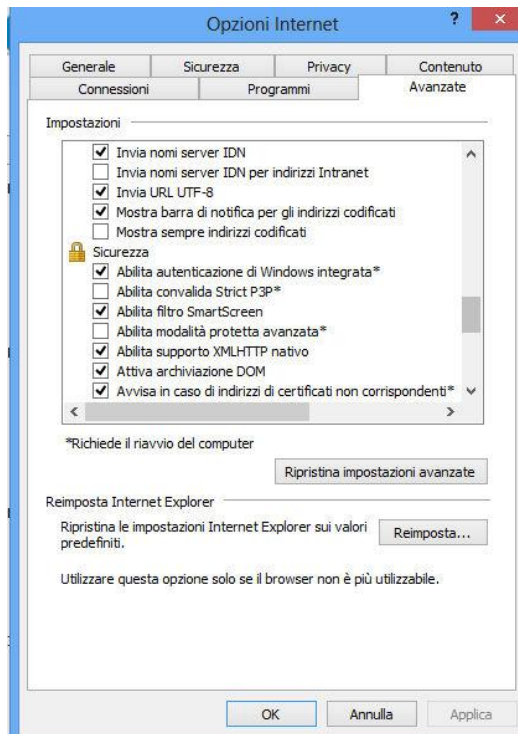 Opzioni Internet
?
Generale
Sicurezza
Privacy
Contenuto
Connessioni
Programmi
Avanzate
Impostazioni
Invia nomi server IDN
Invia nomi server IDN per indirizzi Intranet
Invia URL UTF-8
Mostra barra di notifica per gli indirizzi codificati
Mostra sempre indirizzi codificati
Sicurezza
Abilita autenticazione di Windows integrata*
Abilita convalida Strict P3P*
Abilita filtro SmartScreen
Abilita modalità protetta avanzata*
Abilita supporto XMLHTTP nativo
Attiva archiviazione DOM
Avvisa in caso di indirizzi di certificati non corrispondenti*
*Richiede il riavvio del computer
Ripristina impostazioni avanzate
Reimposta Internet Explorer
Ripristina le impostazioni Internet Explorer sui valori
predefiniti.
Reimposta...
Utilizzare questa opzione solo se il browser non è più utilizzabile.
OK
Annulla
Applica